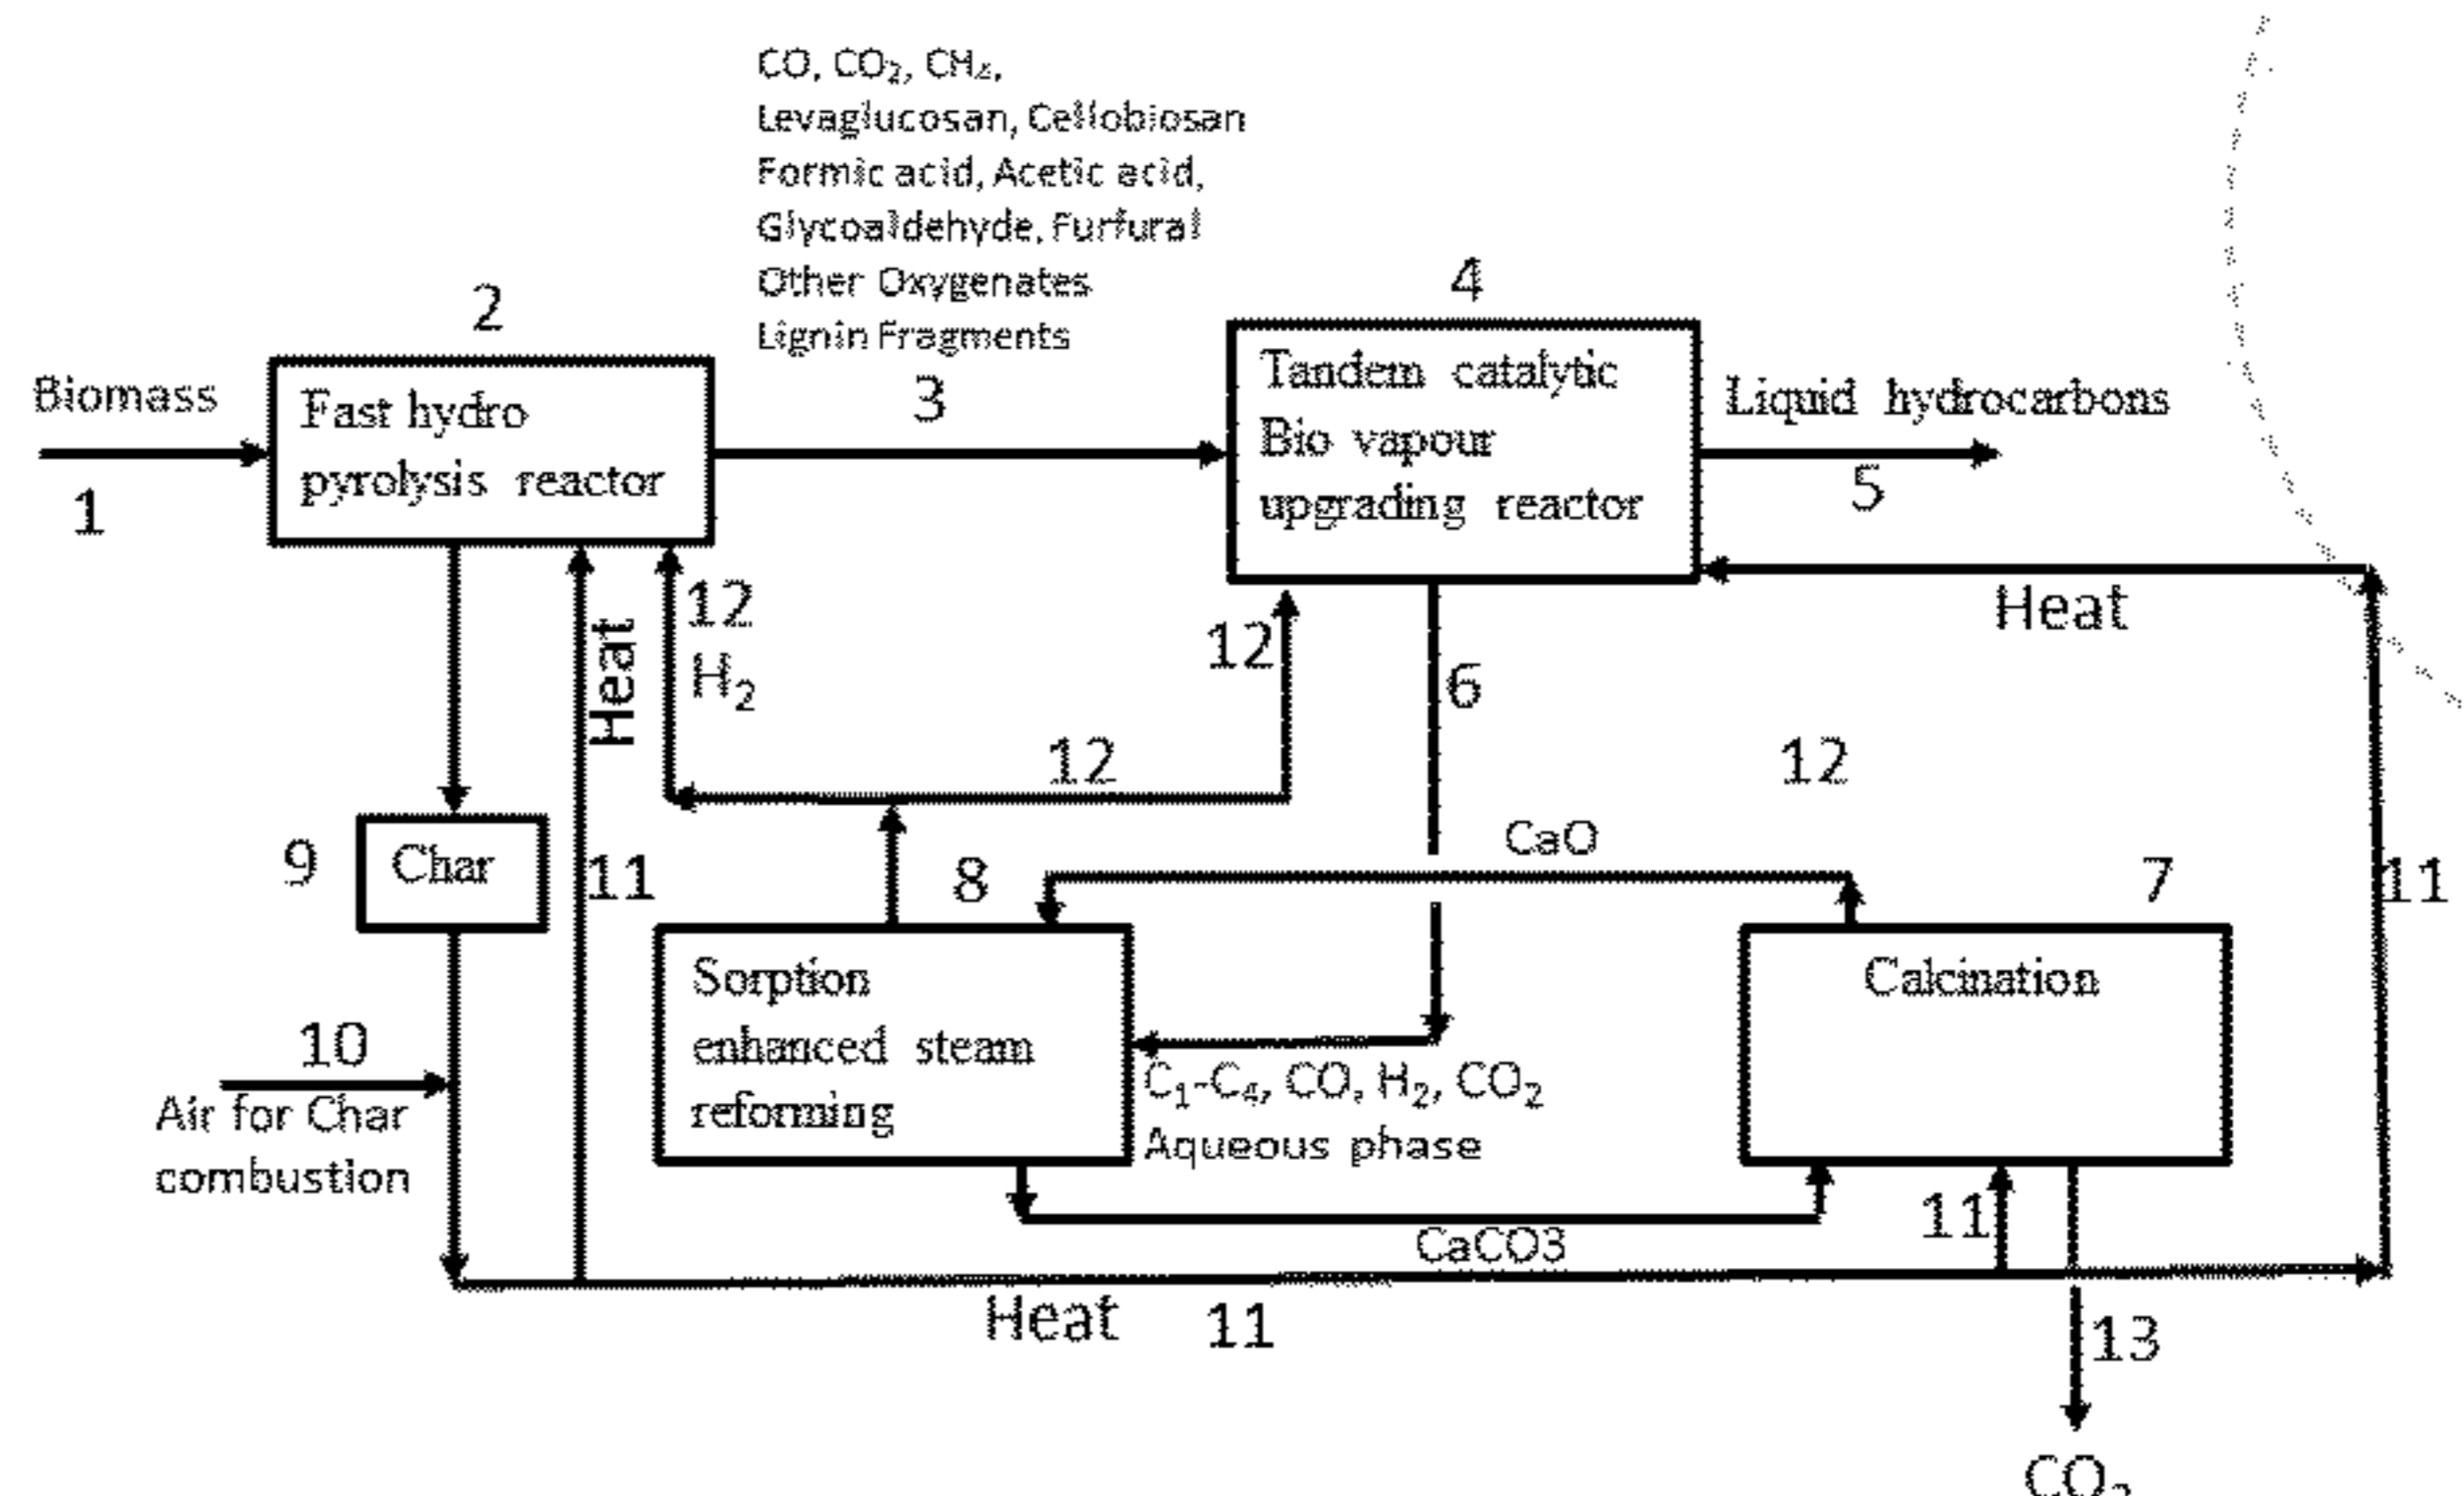 CO, CO₂, CH₄,
Levaglucosan, Cellobiosan
Formic acid, Acetic acid,
Glycoaldehyde, Furfural
Other Oxygenates
Lignin Fragments
2
4
Biomass
1
Fast hydro
pyrolysis reactor
3
Tandem catalytic
Bio vapour
upgrading reactor
Liquid hydrocarbons
5
Heat
12
H₂
Heat
12
6
12
12
CaO
9
Char
11
8
7
11
Sorption
enhanced steam
reforming
Calcination
10
Air for Char
combustion
C₁-C₄, CO, H₂, CO₂
Aqueous phase
11
CaCO3
Heat
11
13
CO₂